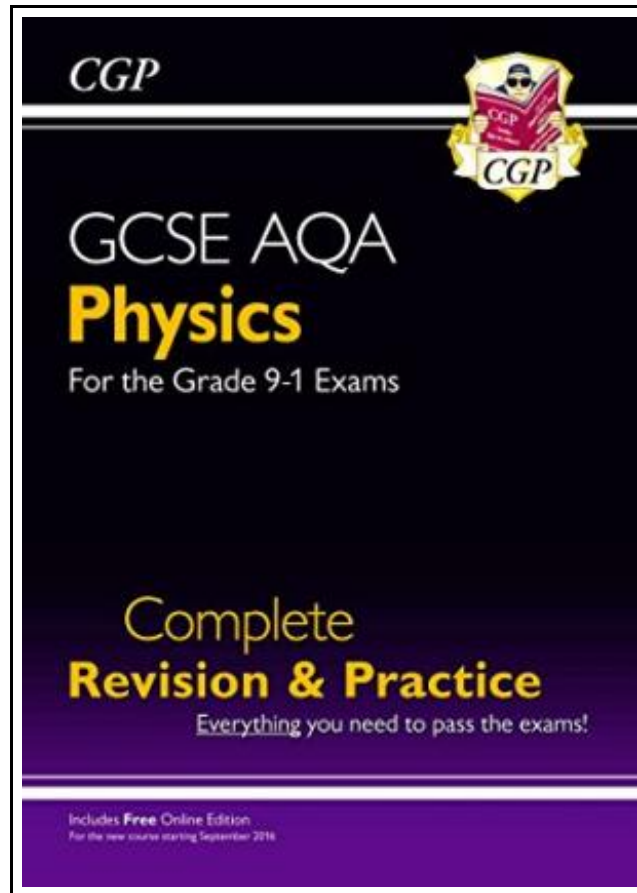 CGP
CGP
CGP
GCSE AQA
Physics
For the Grade 9-1 Exams
Complete
Revision & Practice
Everything you need to pass the exams!
Includes Free Online Edition
For the new course starting September 2016